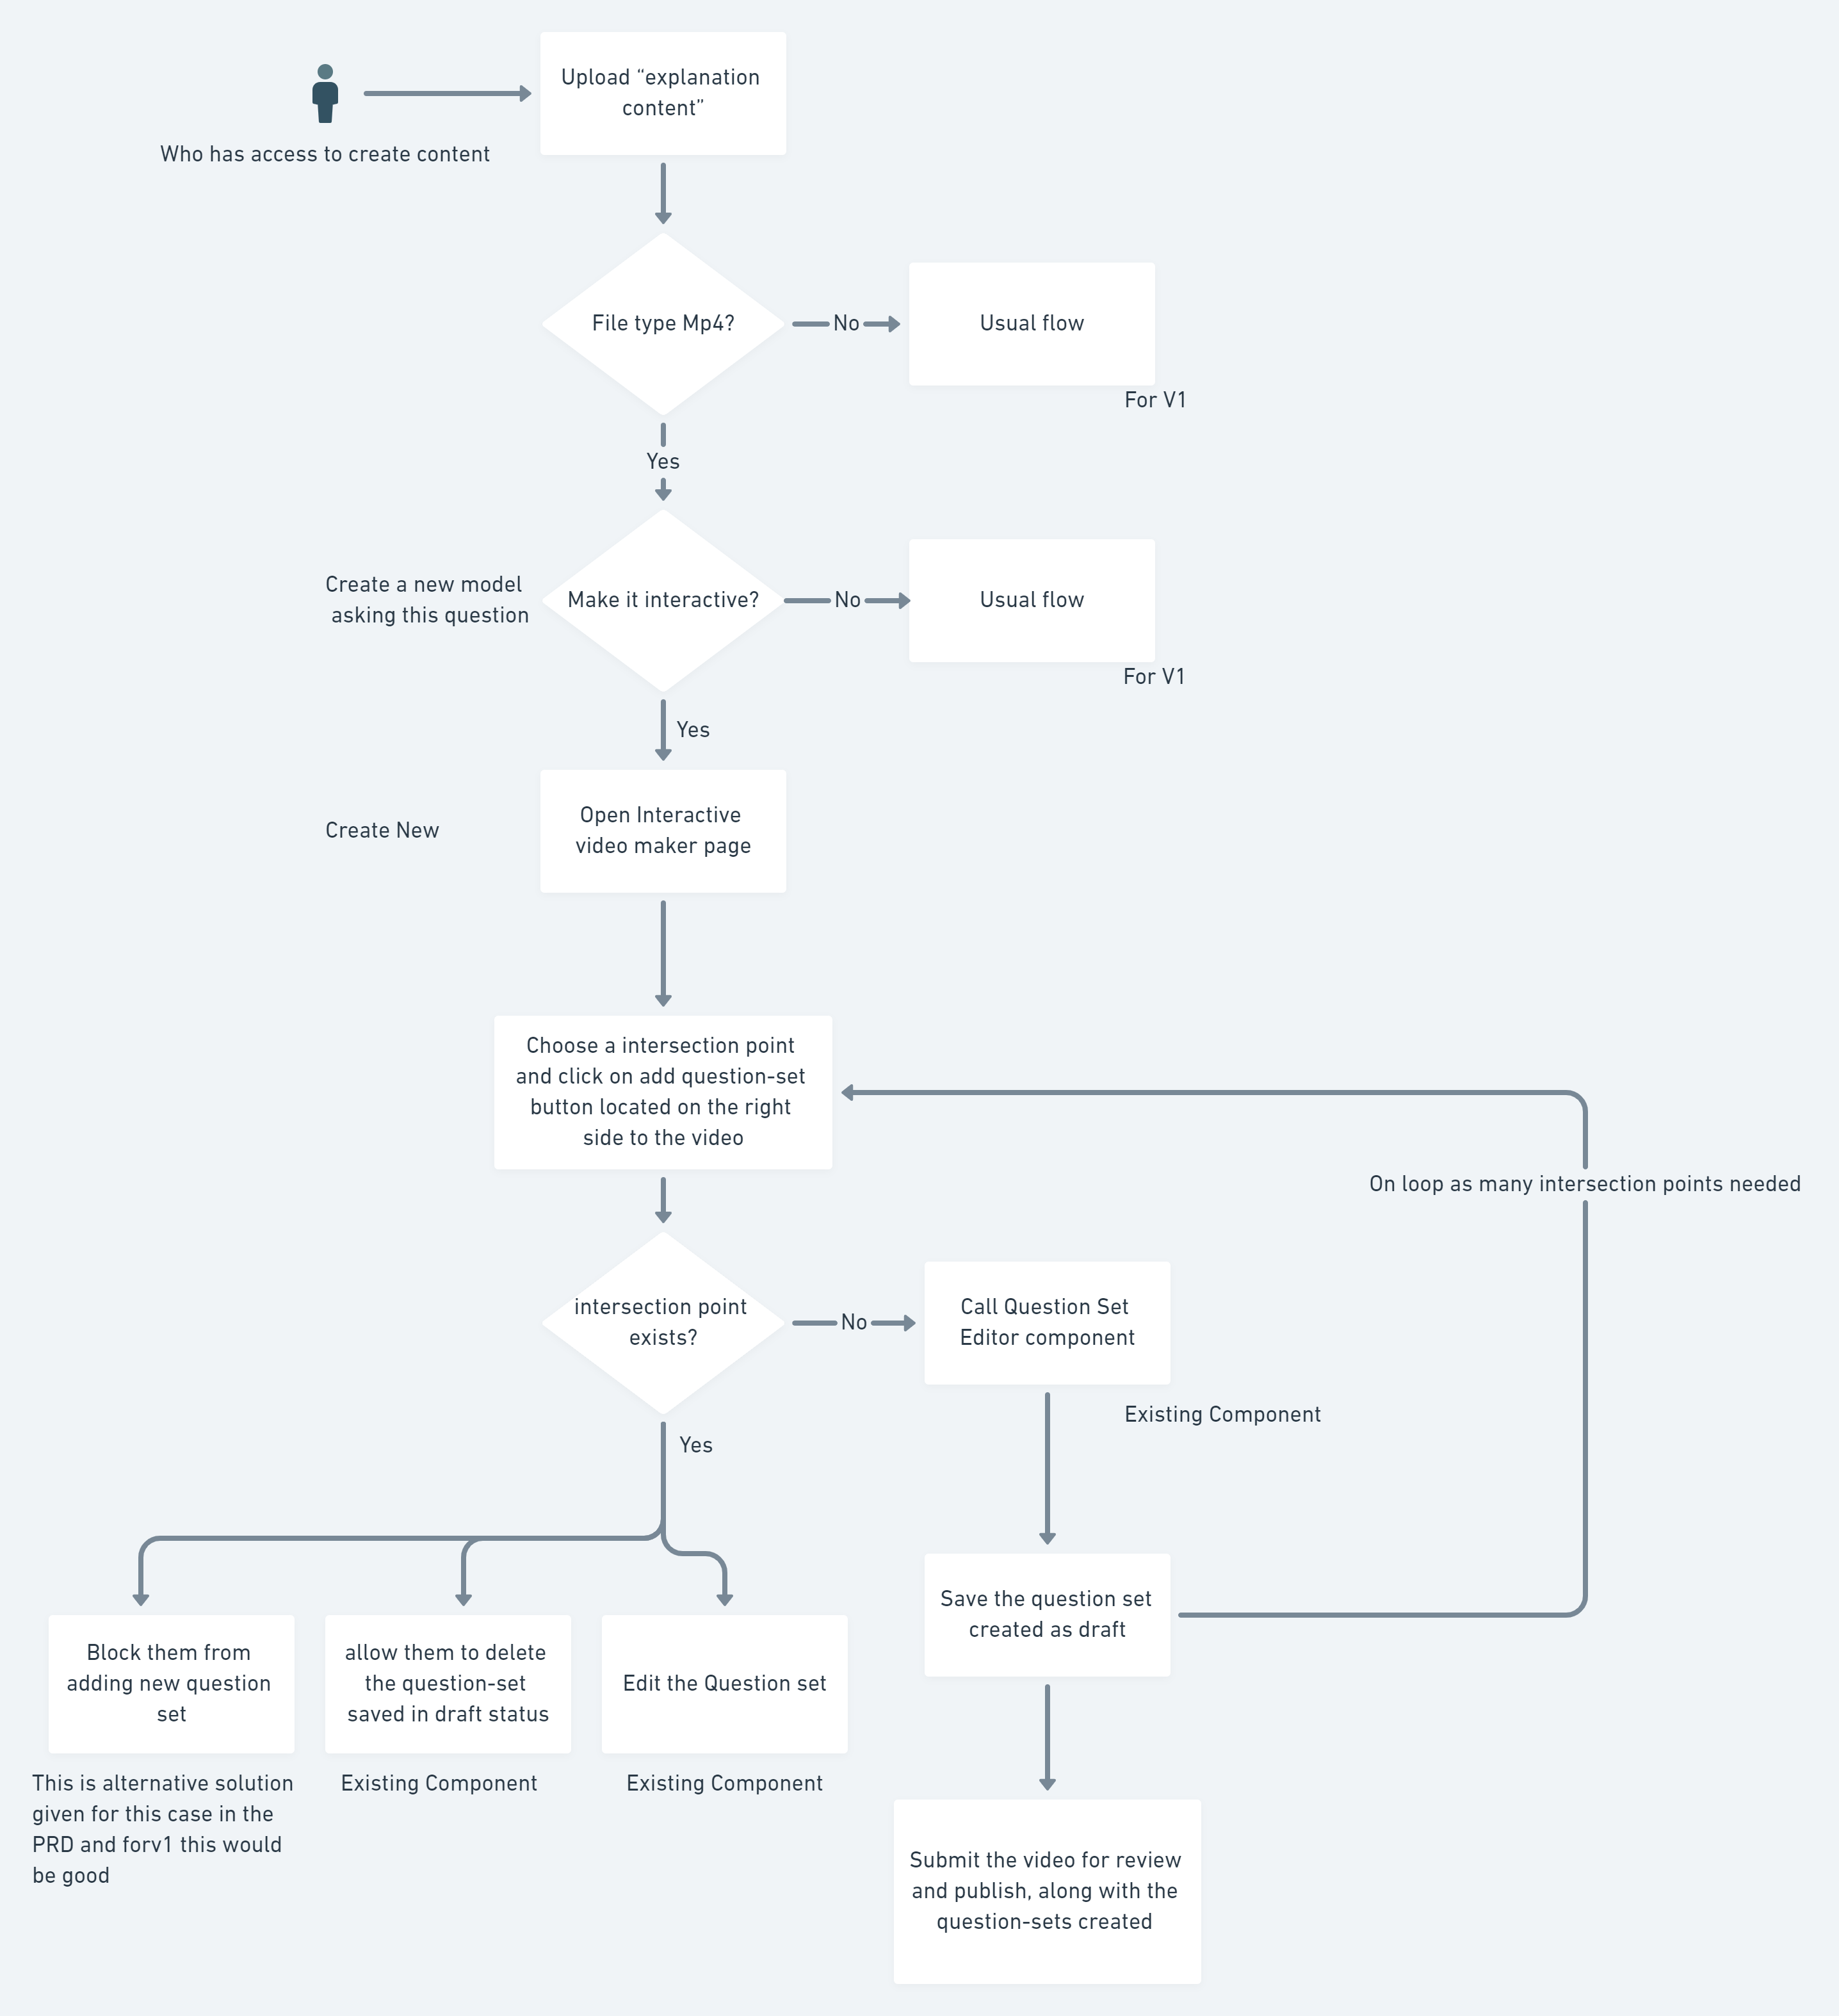 Upload “explanation
content”
Who has access to create content
File type Mp4?
No
Usual flow
For V1
Yes
Create a new model
asking this question
Make it interactive?
No
Usual flow
For V1
Yes
Create New
Open Interactive
video maker page
Choose a intersection point
and click on add question-set
button located on the right
side to the video
On loop as many intersection points needed
intersection point
exists?
No
Call Question Set
Editor component
Existing Component
Yes
Block them from
adding new question
set
allow them to delete
the question-set
saved in draft status
Edit the Question set
Save the question set
created as draft
This is alternative solution
given for this case in the
PRD and forv1 this would
be good
Existing Component
Existing Component
Submit the video for review
and publish, along with the
question-sets created